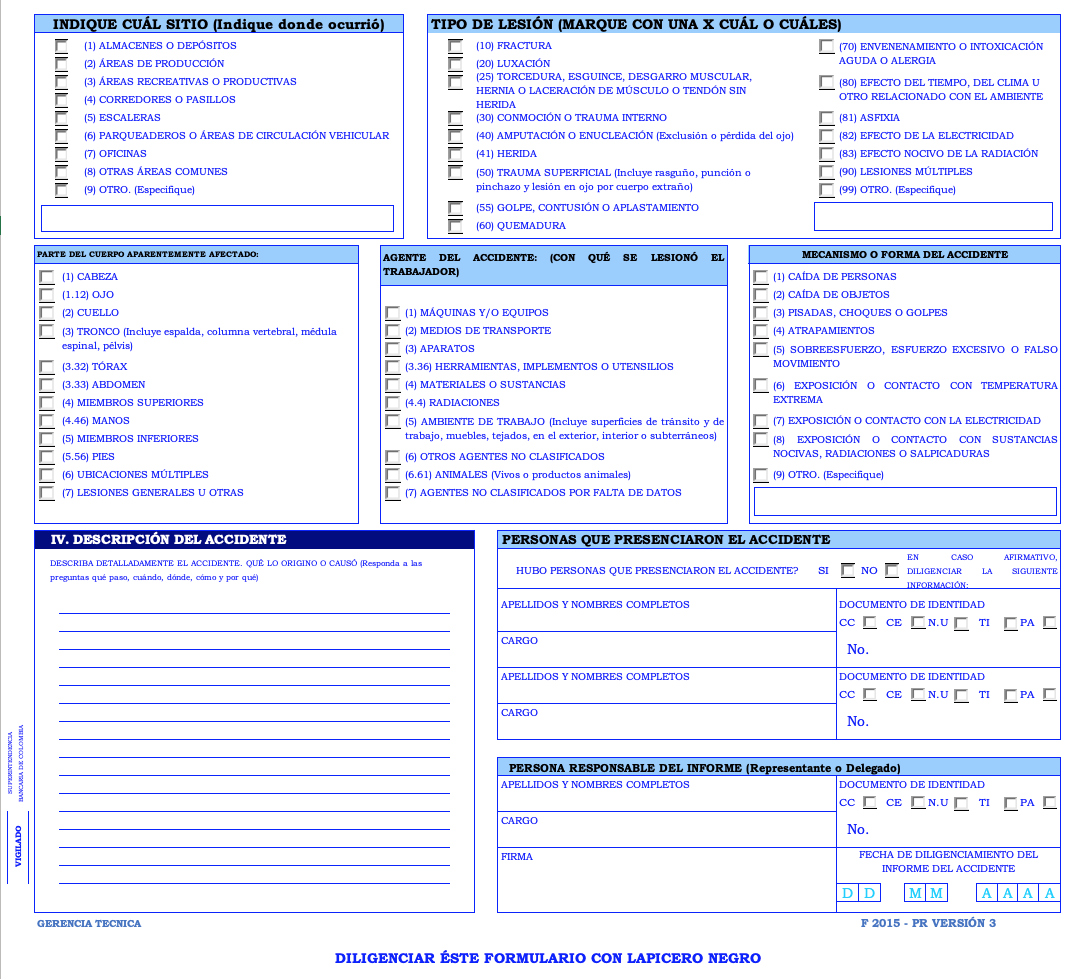 INDIQUE CUÁL SITIO (Indique donde ocurrió)
(1) ALMACENES O DEPÓSITOS
(2) ÁREAS DE PRODUCCIÓN
(3) ÁREAS RECREATIVAS O PRODUCTIVAS
(4) CORREDORES O PASILLOS
(5) ESCALERAS
(6) PARQUEADEROS O ÁREAS DE CIRCULACIÓN VEHICULAR
(7) OFICINAS
(8) OTRAS ÁREAS COMUNES
(9) OTRO. (Especifique)
TIPO DE LESIÓN (MARQUE CON UNA X CUÁL O CUÁLES)
(10) FRACTURA
(20) LUXACIÓN
(25) TORCEDURA, ESGUINCE, DESGARRO MUSCULAR,
HERNIA O LACERACIÓN DE MÚSCULO O TENDÓN SIN
HERIDA
(30) CONMOCIÓN O TRAUMA INTERNO
(40) AMPUTACIÓN O ENUCLEACIÓN (Exclusión o pérdida del ojo)
(41) HERIDA
(50) TRAUMA SUPERFICIAL (Incluye rasguño, punción o
pinchazo y lesión en ojo por cuerpo extraño)
(55) GOLPE, CONTUSIÓN O APLASTAMIENTO
(60) QUEMADURA
(70) ENVENENAMIENTO O INTOXICACIÓN
AGUDA O ALERGIA
(80) EFECTO DEL TIEMPO, DEL CLIMA U
OTRO RELACIONADO CON EL AMBIENTE
(81) ASFIXIA
(82) EFECTO DE LA ELECTRICIDAD
(83) EFECTO NOCIVO DE LA RADIACIÓN
(90) LESIONES MÚLTIPLES
(99) OTRO. (Especifique)
PARTE DEL CUERPO APARENTEMENTE AFECTADO:
(1) CABEZA
(1.12) OJO
(2) CUELLO
(3) TRONCO (Incluye espalda, columna vertebral, médula
espinal, pélvis)
(3.32) TÓRAX
(3.33) ABDOMEN
(4) MIEMBROS SUPERIORES
(4.46) MANOS
(5) MIEMBROS INFERIORES
(5.56) PIES
(6) UBICACIONES MÚLTIPLES
(7) LESIONES GENERALES U OTRAS
AGENTE DEL ACCIDENTE: (CON QUÉ SE LESIONÓ EL
TRABAJADOR)
(1) MÁQUINAS Y/O EQUIPOS
(2) MEDIOS DE TRANSPORTE
(3) APARATOS
(3.36) HERRAMIENTAS, IMPLEMENTOS O UTENSILIOS
(4) MATERIALES O SUSTANCIAS
(4.4) RADIACIONES
(5) AMBIENTE DE TRABAJO (Incluye superficies de tránsito y de
trabajo, muebles, tejados, en el exterior, interior o subterráneos)
(6) OTROS AGENTES NO CLASIFICADOS
(6.61) ANIMALES (Vivos o productos animales)
(7) AGENTES NO CLASIFICADOS POR FALTA DE DATOS
MECANISMO O FORMA DEL ACCIDENTE
(1) CAÍDA DE PERSONAS
(2) CAÍDA DE OBJETOS
(3) PISADAS, CHOQUES O GOLPES
(4) ATRAPAMIENTOS
(5) SOBREESFUERZO, ESFUERZO EXCESIVO O FALSO
MOVIMIENTO
(6) EXPOSICIÓN O CONTACTO CON TEMPERATURA
EXTREMA
(7) EXPOSICIÓN O CONTACTO CON LA ELECTRICIDAD
(8) EXPOSICIÓN O CONTACTO CON SUSTANCIAS
NOCIVAS, RADIACIONES O SALPICADURAS
(9) OTRO. (Especifique)
IV. DESCRIPCIÓN DEL ACCIDENTE
DESCRIBA DETALLADAMENTE EL ACCIDENTE. QUÉ LO ORIGINO O CAUSÓ (Responda a las
preguntas qué paso, cuándo, dónde, cómo y por qué)
PERSONAS QUE PRESENCIARON EL ACCIDENTE
HUBO PERSONAS QUE PRESENCIARON EL ACCIDENTE? SI NO
EN CASO AFIRMATIVO,
DILIGENCIAR LA SIGUIENTE
INFORMACIÓN:
APELLIDOS Y NOMBRES COMPLETOS
DOCUMENTO DE IDENTIDAD
CC CE N.U TI PA
CARGO
No.
APELLIDOS Y NOMBRES COMPLETOS
DOCUMENTO DE IDENTIDAD
CC CE N.U TI PA
CARGO
No.
PERSONA RESPONSABLE DEL INFORME (Representante o Delegado)
APELLIDOS Y NOMBRES COMPLETOS
DOCUMENTO DE IDENTIDAD
CC CE N.U TI PA
CARGO
No.
FIRMA
FECHA DE DILIGENCIAMIENTO DEL
INFORME DEL ACCIDENTE
D D M M A A A A
SUPERINTENDENCIA
BANCARIA DE COLOMBIA
VIGILADO
GERENCIA TECNICA
F 2015 - PR VERSIÓN 3
DILIGENCIAR ÉSTE FORMULARIO CON LAPICERO NEGRO